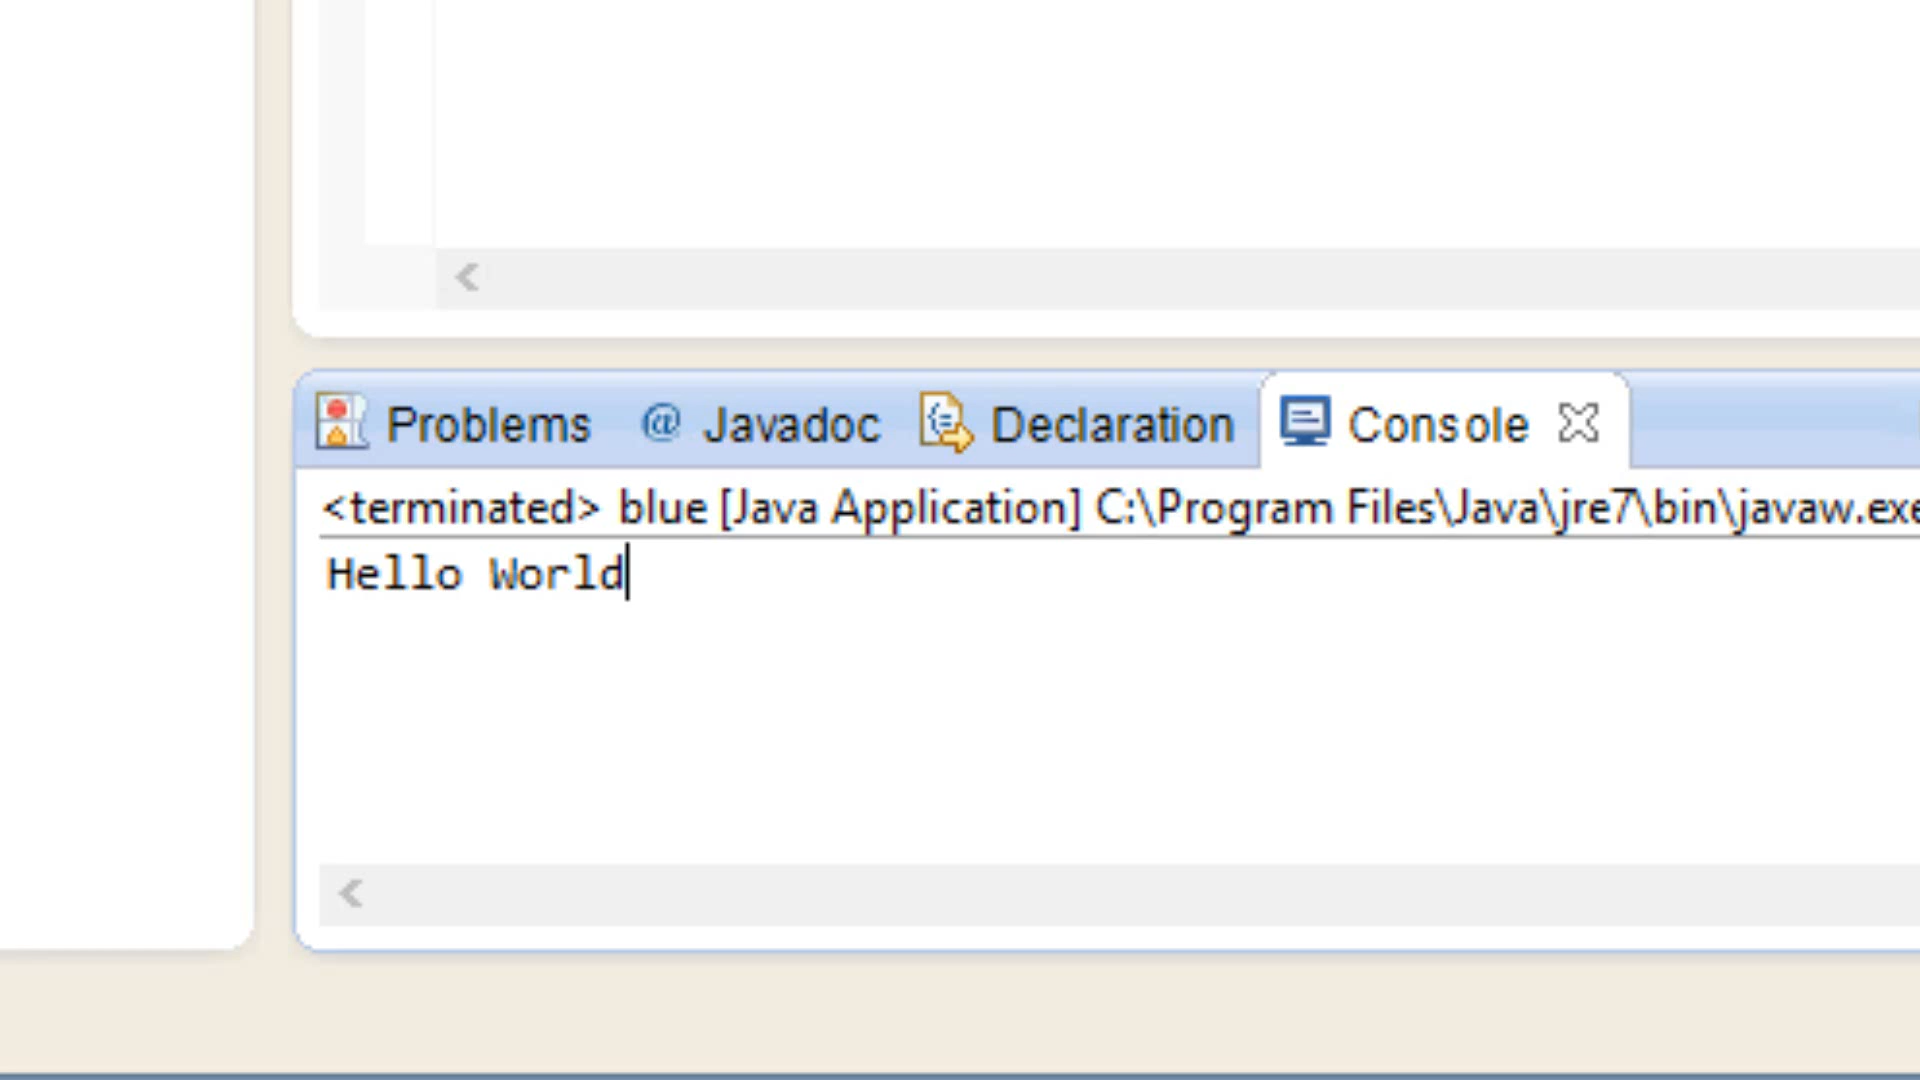 Problems @ Javadoc Declaration Console
<terminated> blue [Java Application] C:\Program Files\Java\jre7\bin\javaw.exe
Hello World